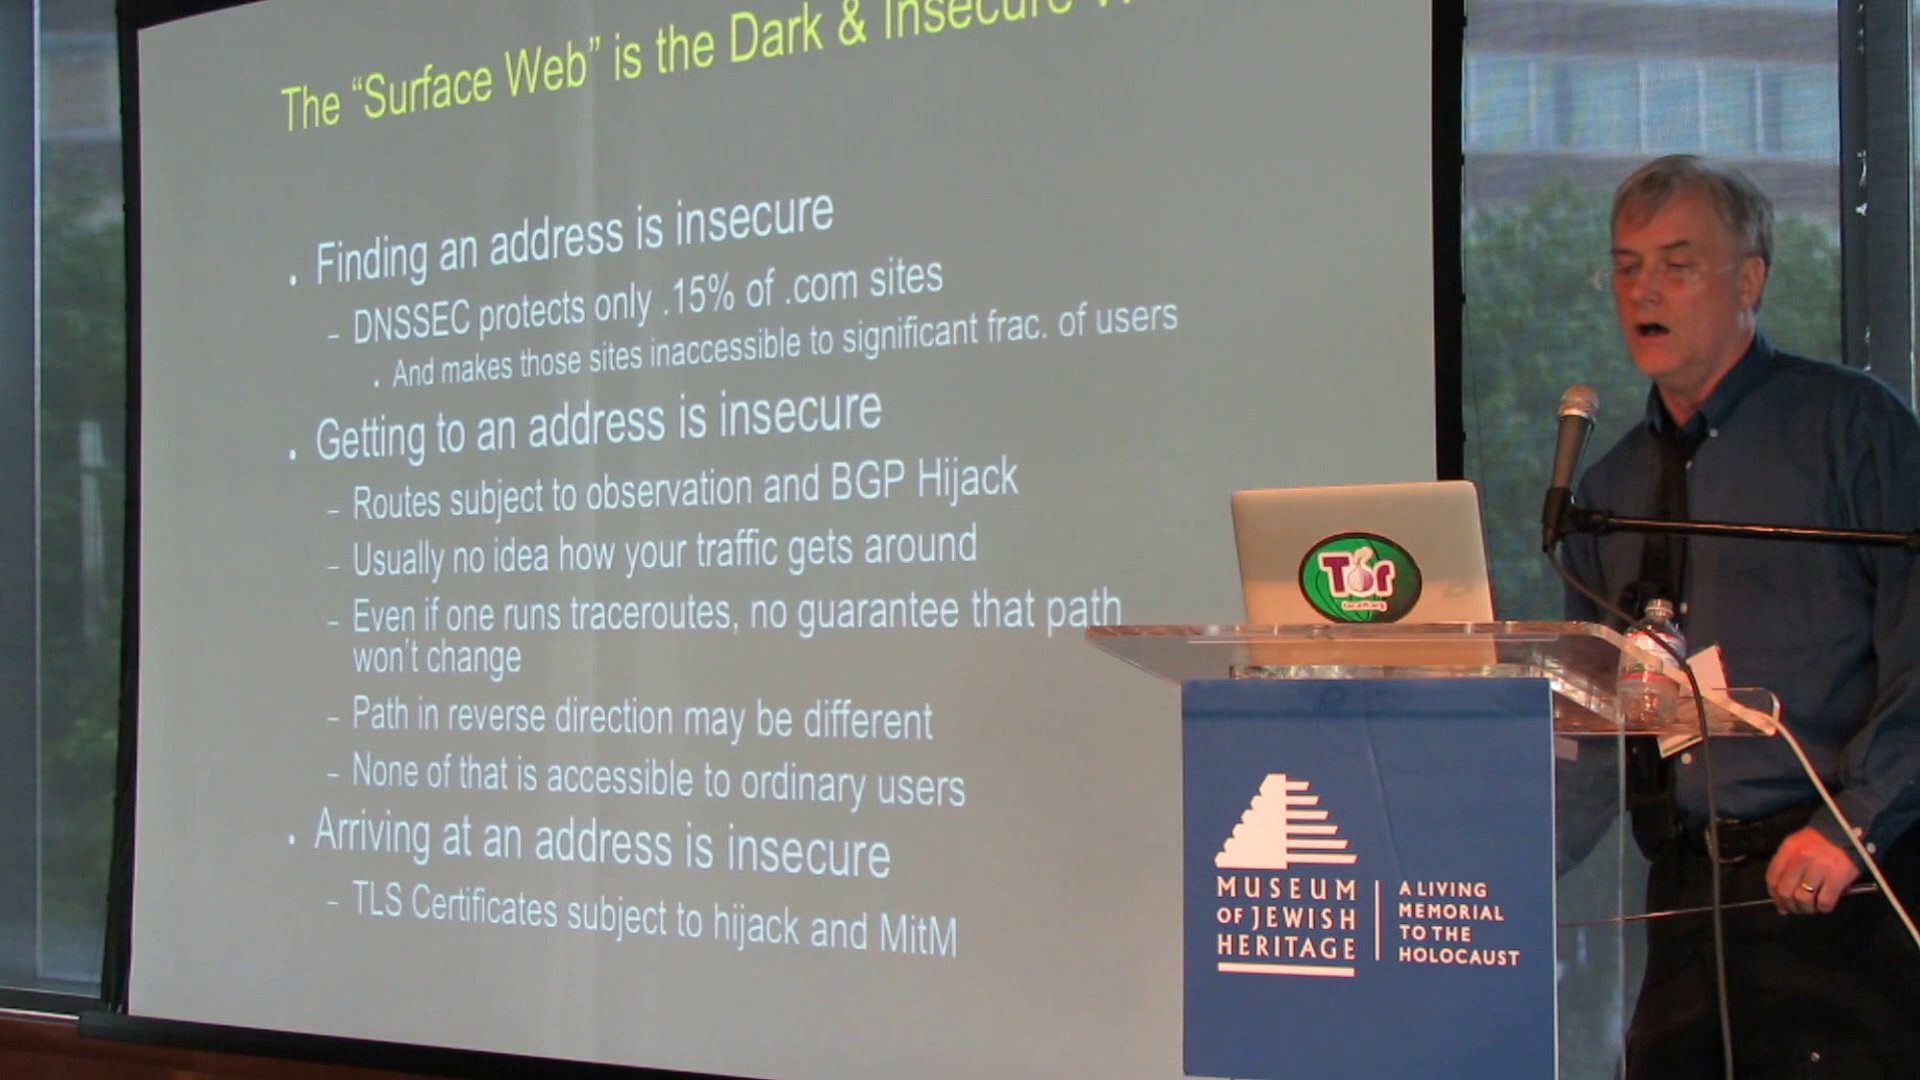 The “Surface Web” is the Dark & Insecure
. Finding an address is insecure
– DNSSEC protects only .15% of .com sites
. And makes those sites inaccessible to significant frac. of users
. Getting to an address is insecure
– Routes subject to observation and BGP Hijack
– Usually no idea how your traffic gets around
– Even if one runs traceroutes, no guarantee that path
won’t change
– Path in reverse direction may be different
– None of that is accessible to ordinary users
. Arriving at an address is insecure
– TLS Certificates subject to hijack and MitM
Tor
MUSEUM
OF JEWISH
HERITAGE
A LIVING
MEMORIAL
TO THE
HOLOCAUST